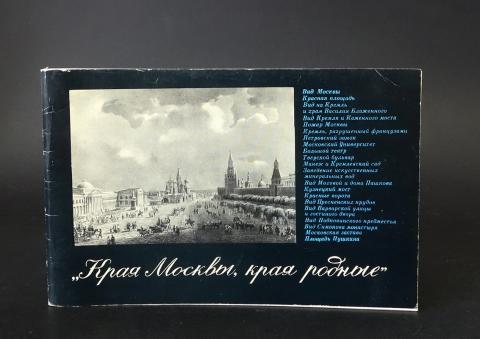 Вид Москвы
Красная площадь
Вид на Кремль
и храм Василия Блаженного
Вид Кремля и Каменного моста
Пожар Москвы
Кремль, разрушенный французами
Петровский замок
Московский Университет
Большой театр
Тверской бульвар
Манеж и Кремлевский сад
Заведение искусственных
минеральных вод
Вид Моховой и дома Пашкова
Кузнецкий мост
Красные ворота
Вид Пресненских прудов
Вид Варварской улицы
и гостиного двора
Вид Подновинского предместья
Вид Симонова монастыря
Московская застава
Площадь Пушкина
„Края Москвы, края родные"